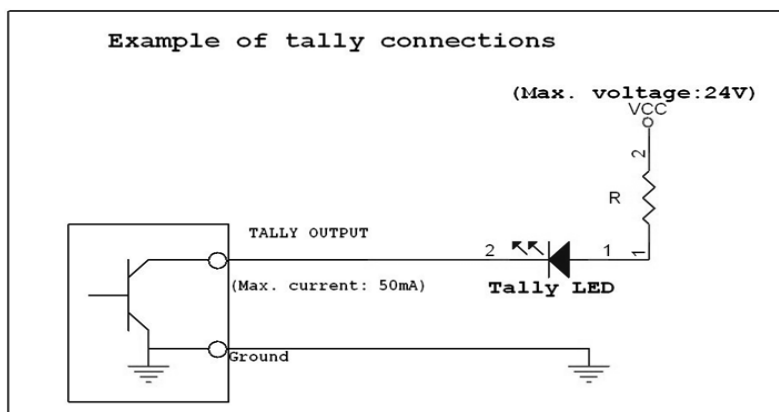 Example of tally connections
(Max. voltage:24V)
VCC
2
R
1
TALLY OUTPUT
2
1
(Max. current: 50mA)
Tally LED
Ground